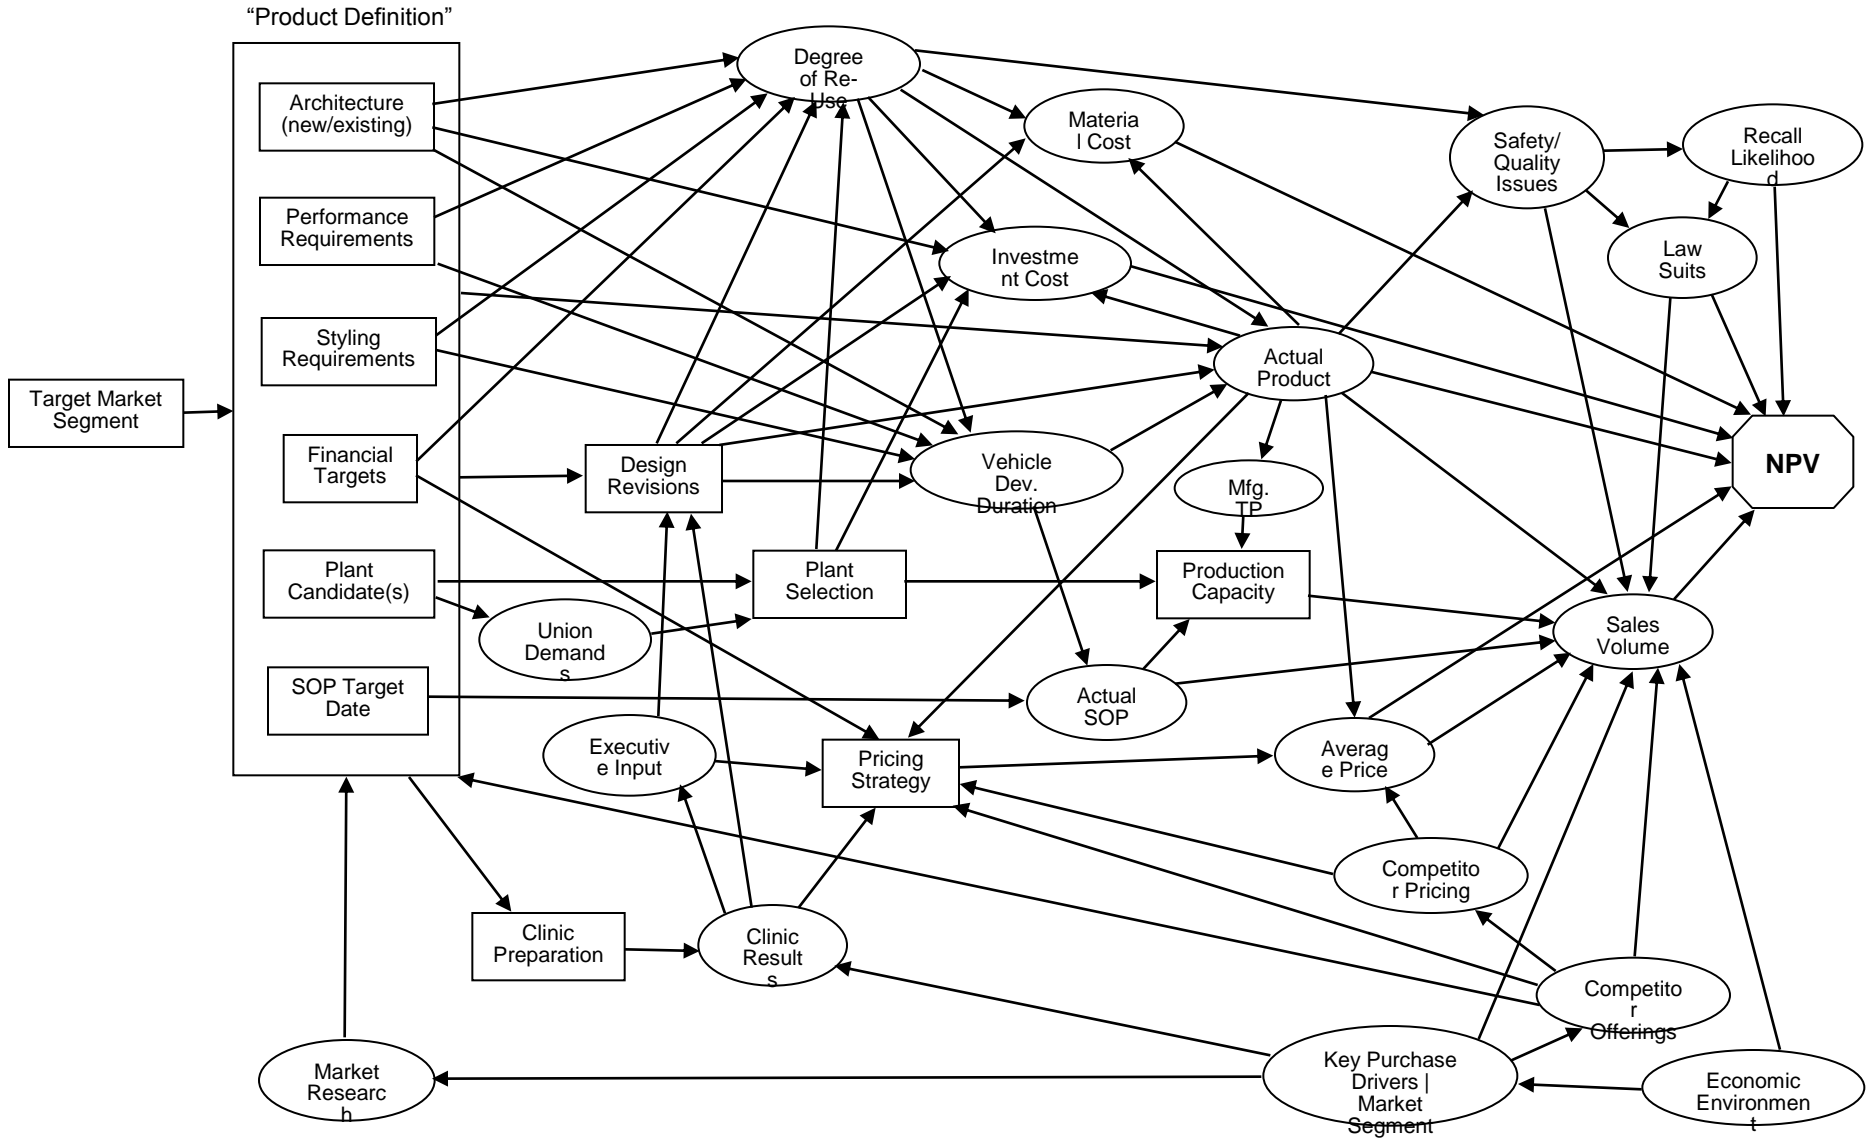 “Product Definition”
Architecture
(new/existing)
Performance
Requirements
Styling
Requirements
Target Market
Segment
Financial
Targets
Plant
Candidate(s)
SOP Target
Date
Degree
of Re-
Use
Materia
l Cost
Safety/
Quality
Issues
Recall
Likelihoo
d
Law
Suits
Investme
nt Cost
Actual
Product
NPV
Design
Revisions
Vehicle
Dev.
Duration
Mfg.
TP
Plant
Selection
Production
Capacity
Union
Demand
s
Sales
Volume
Actual
SOP
Executiv
e Input
Pricing
Strategy
Averag
e Price
Competito
r Pricing
Clinic
Preparation
Clinic
Result
s
Competito
r
Offerings
Market
Researc
h
Key Purchase
Drivers |
Market
Segment
Economic
Environmen
t